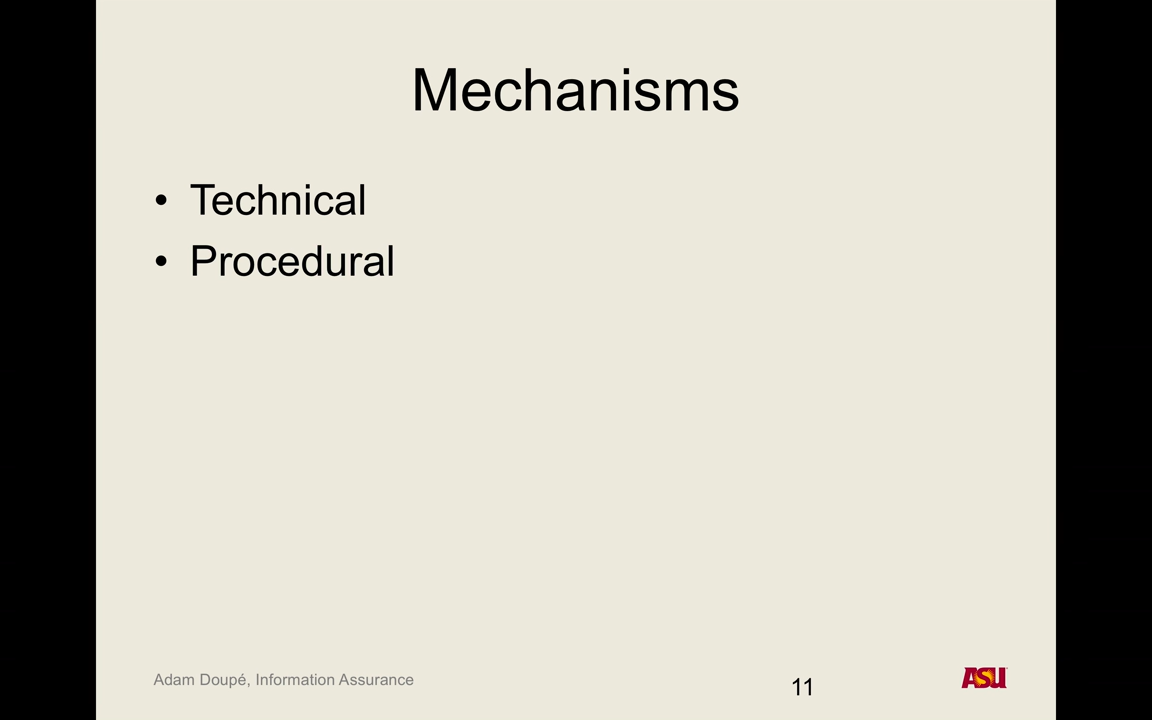 Mechanisms
• Technical
• Procedural
Adam Doupé, Information Assurance
11
ASU